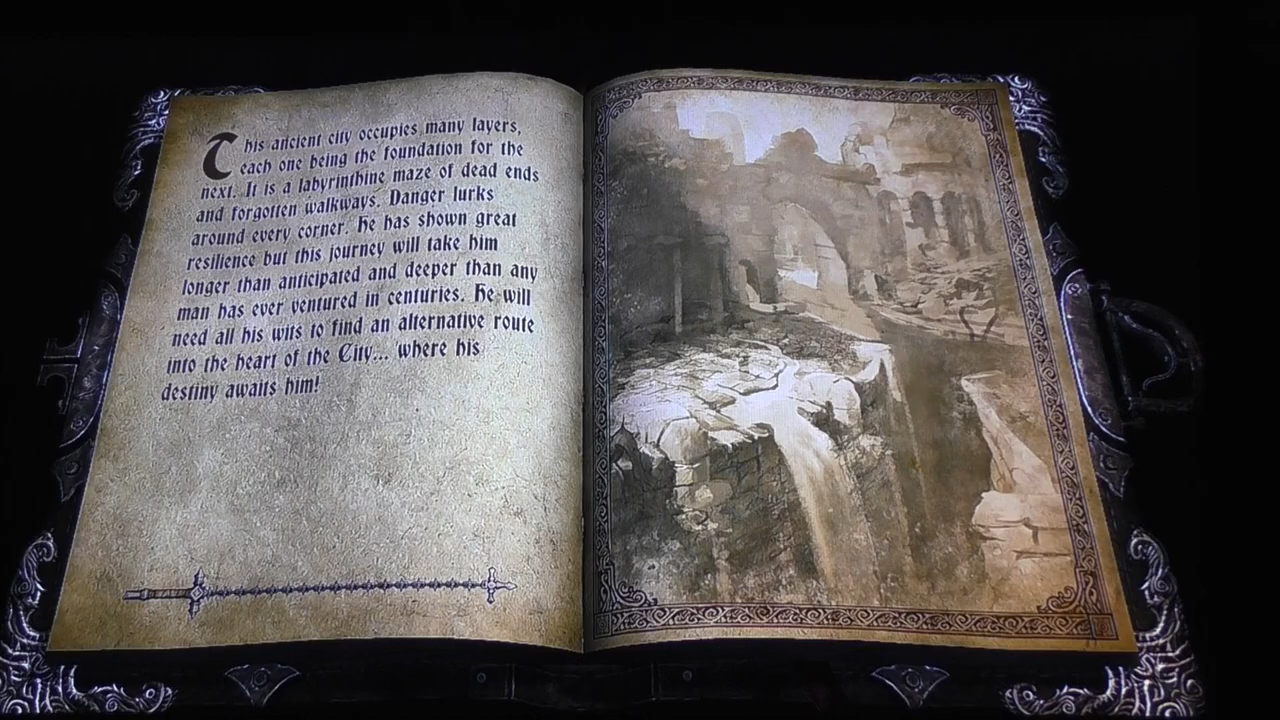 This ancient city occupies many layers,
each one being the foundation for the
next. It is a labyrinthine maze of dead ends
and forgotten walkways. Danger lurks
around every corner. He has shown great
resilience but this journey will take him
longer than anticipated and deeper than any
man has ever ventured in centuries. He will
need all his wits to find an alternative route
into the heart of the City... where his
destiny awaits him!